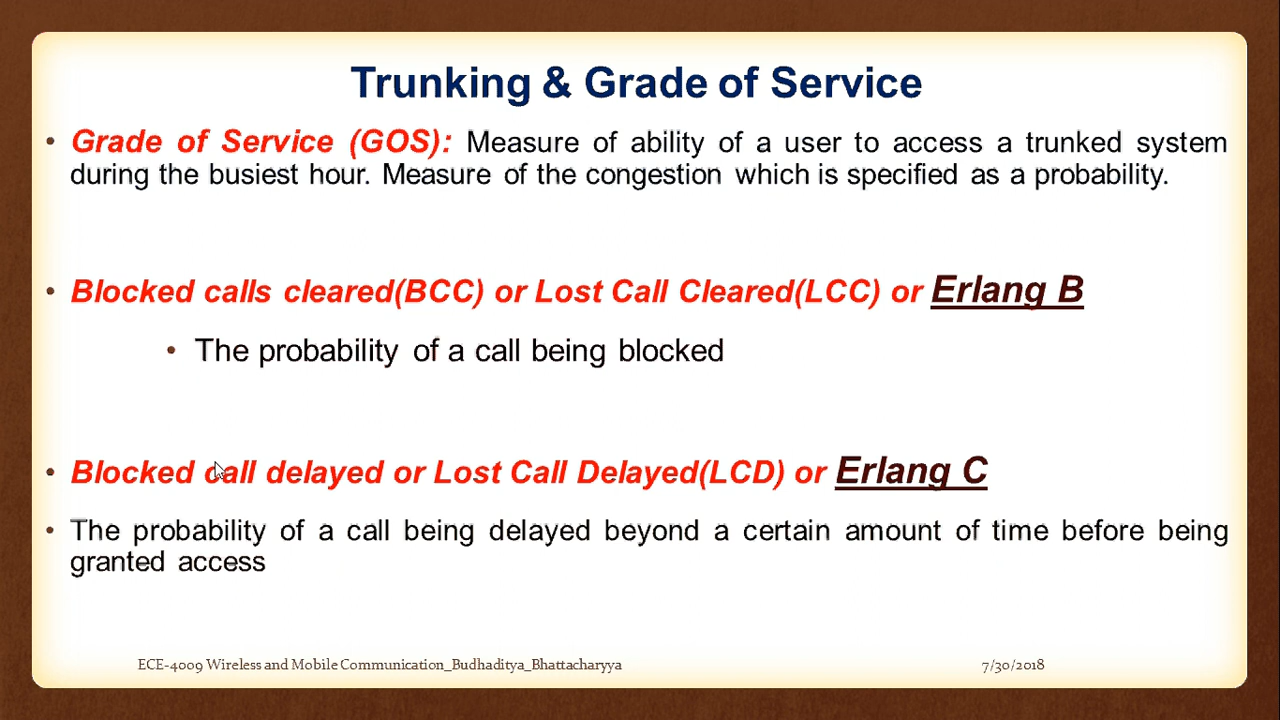 Trunking & Grade of Service
• Grade of Service (GOS): Measure of ability of a user to access a trunked system
during the busiest hour. Measure of the congestion which is specified as a probability.
• Blocked calls cleared(BCC) or Lost Call Cleared(LCC) or Erlang B
• The probability of a call being blocked
• Blocked call delayed or Lost Call Delayed(LCD) or Erlang C
• The probability of a call being delayed beyond a certain amount of time before being
granted access
ECE-4009 Wireless and Mobile Communication_Budhaditya_Bhattacharyya 7/30/2018